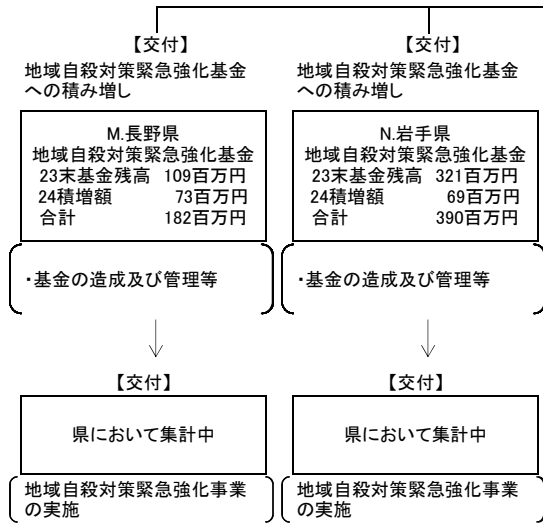 【交付】
地域自殺対策緊急強化基金
への積み増し
M.長野県
地域自殺対策緊急強化基金
23末基金残高 109百万円
24積増額 73百万円
合計 182百万円
・基金の造成及び管理等
【交付】
県において集計中
地域自殺対策緊急強化事業
の実施
【交付】
地域自殺対策緊急強化基金
への積み増し
N.岩手県
地域自殺対策緊急強化基金
23末基金残高 321百万円
24積増額 69百万円
合計 390百万円
・基金の造成及び管理等
【交付】
県において集計中
地域自殺対策緊急強化事業
の実施